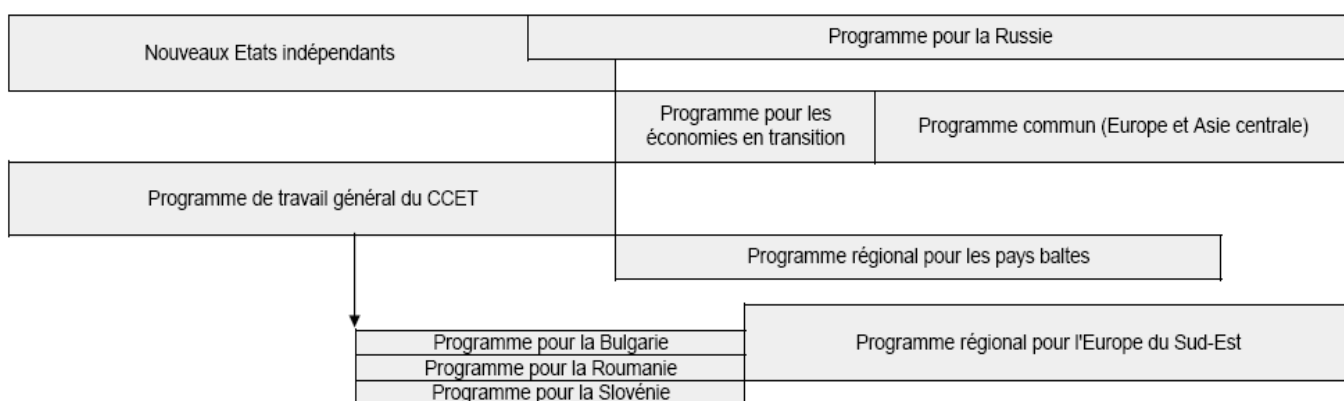 Nouveaux Etats indépendants
Programme pour la Russie
Programme pour les
économies en transition
Programme commun (Europe et Asie centrale)
Programme de travail général du CCET
Programme régional pour les pays baltes
Programme pour la Bulgarie
Programme pour la Roumanie
Programme pour la Slovénie
Programme régional pour l'Europe du Sud-Est